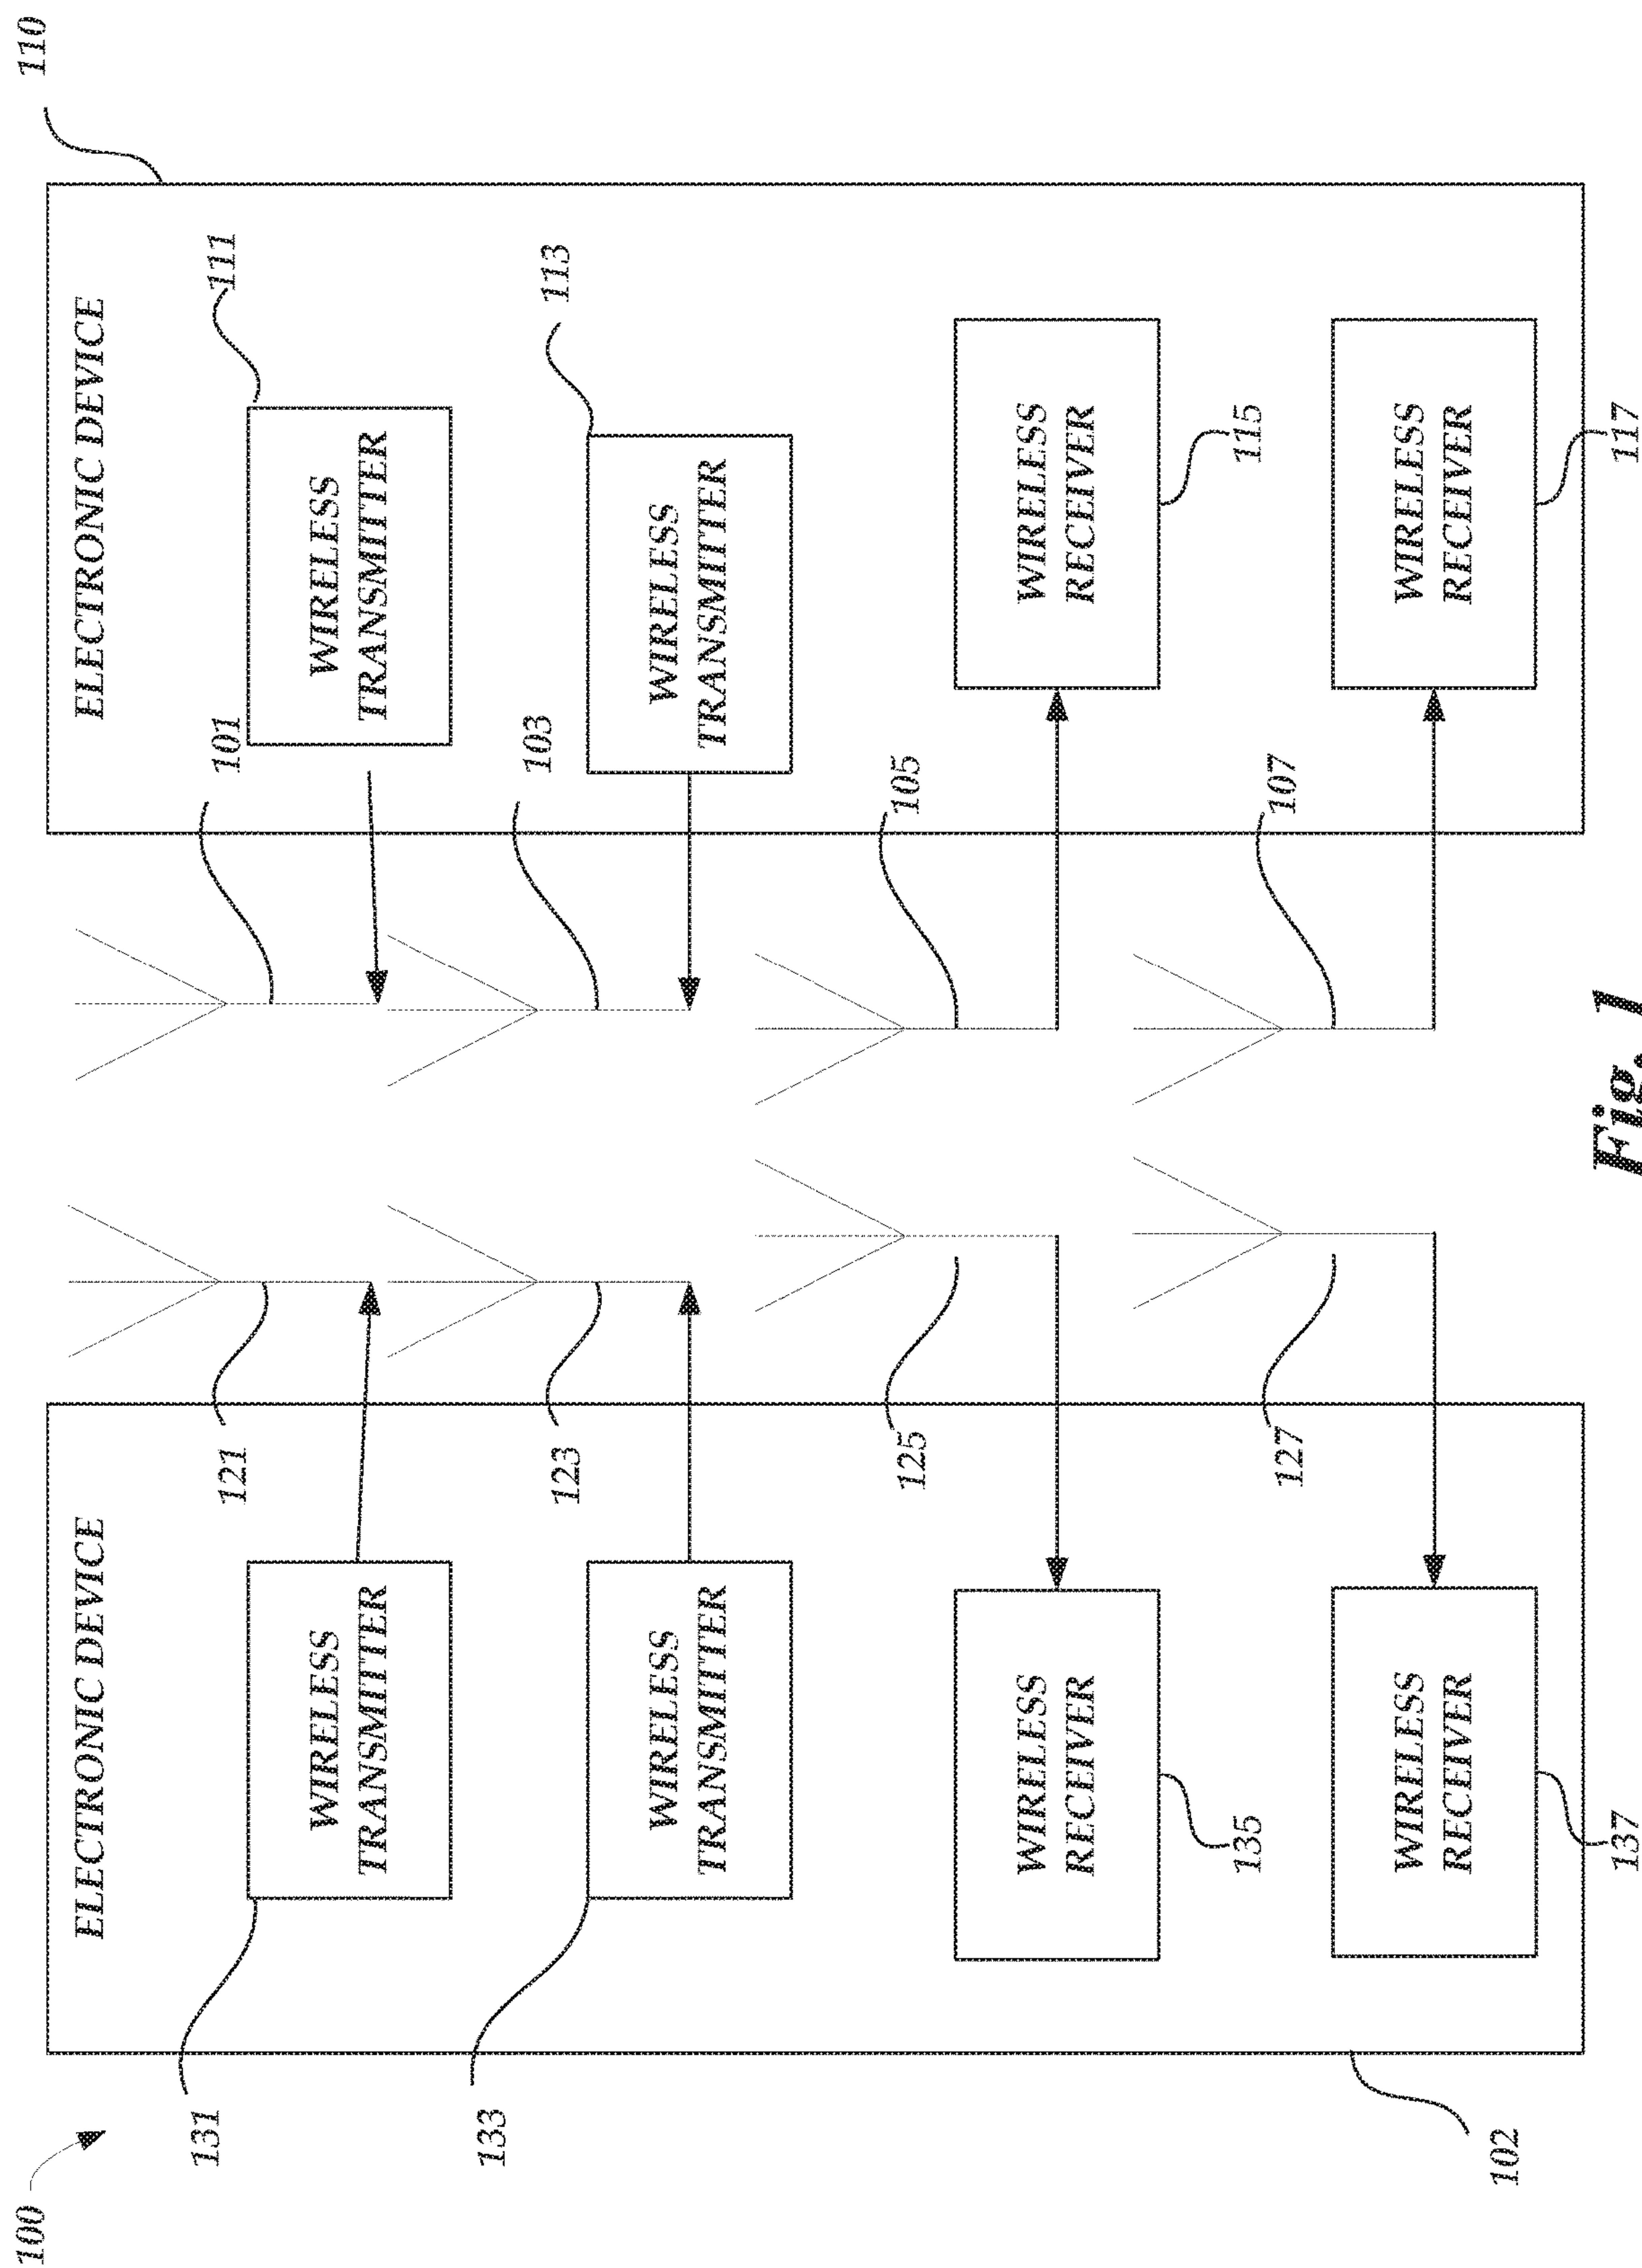 100
102
ELECTRONIC DEVICE
131
WIRELESS
TRANSMITTER
121
133
WIRELESS
TRANSMITTER
123
WIRELESS
RECEIVER
135
125
WIRELESS
RECEIVER
137
127
110
ELECTRONIC DEVICE
101
WIRELESS
TRANSMITTER
111
103
WIRELESS
TRANSMITTER
113
105
WIRELESS
RECEIVER
115
107
WIRELESS
RECEIVER
117
Fig. 1